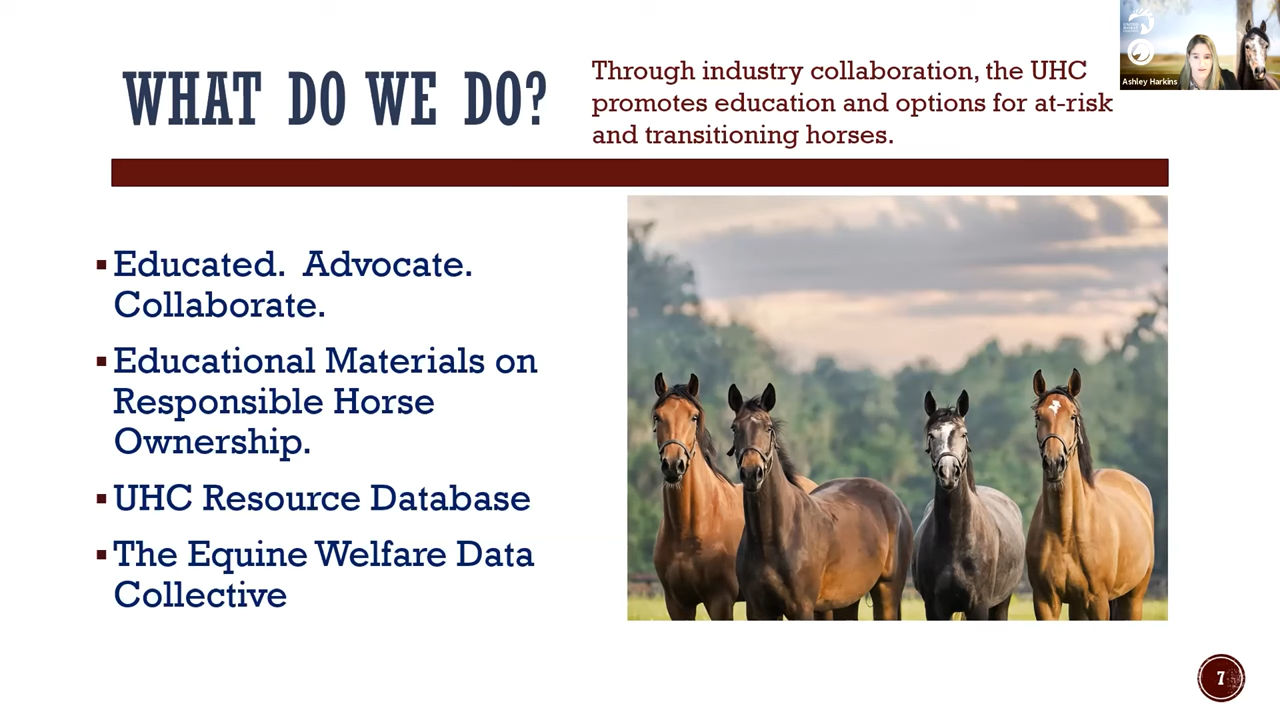 WHAT DO WE DO?
Through industry collaboration, the UHC
promotes education and options for at-risk
and transitioning horses.
Ashley Harkins
▪Educated.  Advocate.
Collaborate.
▪Educational Materials on
Responsible Horse
Ownership.
▪UHC Resource Database
▪The Equine Welfare Data
Collective
7